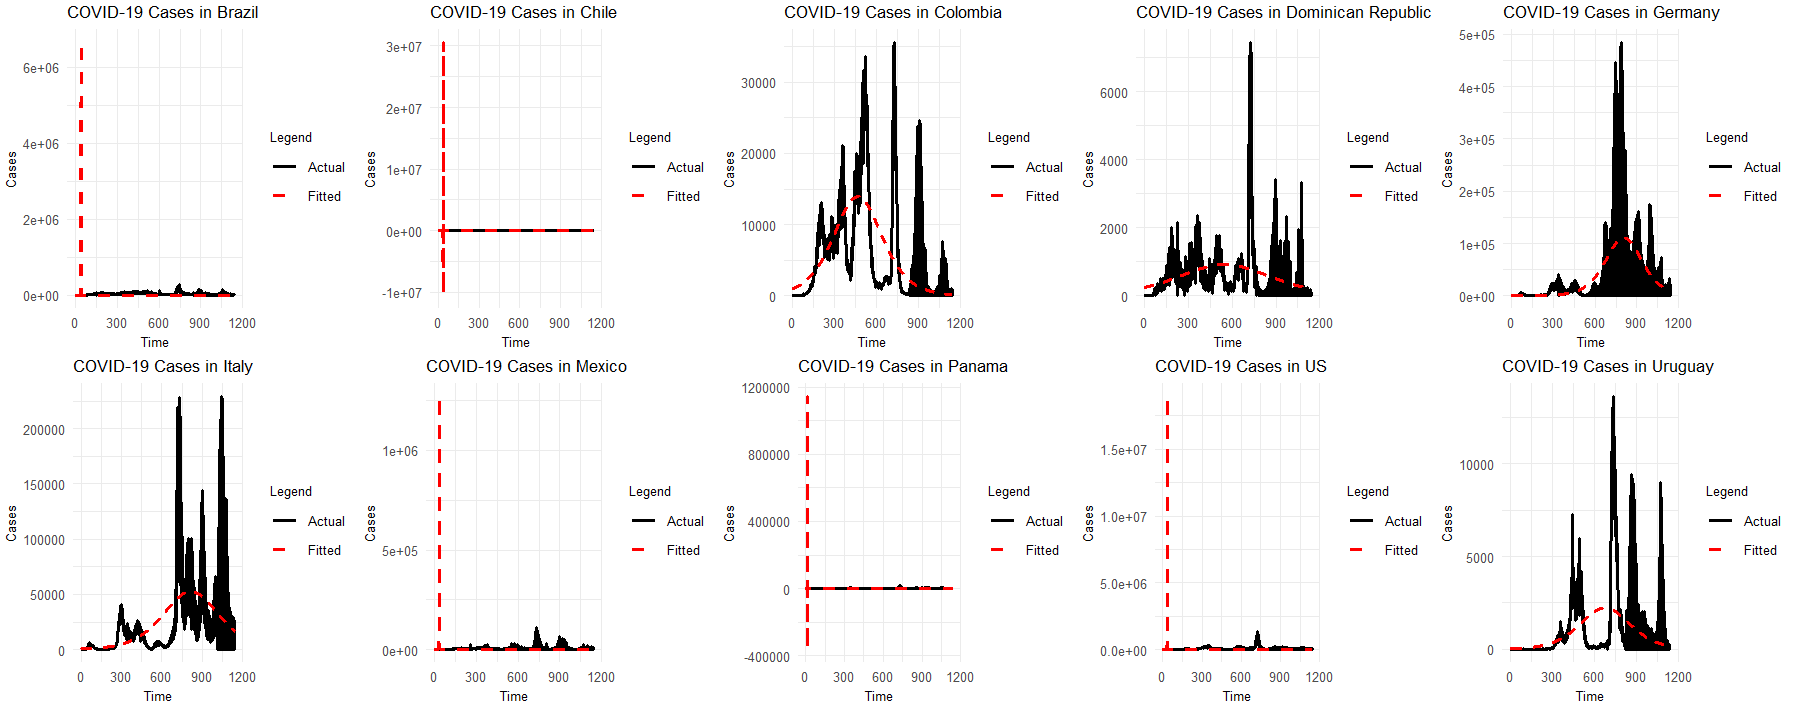 COVID-19 Cases in Brazil
6e+06
4e+06
2e+06
0e+00
Cases
0 300 600 900 1200
Time
Legend
Actual
Fitted
COVID-19 Cases in Chile
3e+07
2e+07
1e+07
0e+00
-1e+07
Cases
0 300 600 900 1200
Time
Legend
Actual
Fitted
COVID-19 Cases in Colombia
30000
20000
10000
0
Cases
0 300 600 900 1200
Time
Legend
Actual
Fitted
COVID-19 Cases in Dominican Republic
6000
4000
2000
0
Cases
0 300 600 900 1200
Time
Legend
Actual
Fitted
COVID-19 Cases in Germany
5e+05
4e+05
3e+05
2e+05
1e+05
0e+00
Cases
0 300 600 900 1200
Time
Legend
Actual
Fitted
COVID-19 Cases in Italy
200000
150000
100000
50000
0
Cases
0 300 600 900 1200
Time
Legend
Actual
Fitted
COVID-19 Cases in Mexico
1e+06
5e+05
0e+00
Cases
0 300 600 900 1200
Time
Legend
Actual
Fitted
COVID-19 Cases in Panama
1200000
800000
400000
0
-400000
Cases
0 300 600 900 1200
Time
Legend
Actual
Fitted
COVID-19 Cases in US
1.5e+07
1.0e+07
5.0e+06
0.0e+00
Cases
0 300 600 900 1200
Time
Legend
Actual
Fitted
COVID-19 Cases in Uruguay
10000
5000
0
Cases
0 300 600 900 1200
Time
Legend
Actual
Fitted